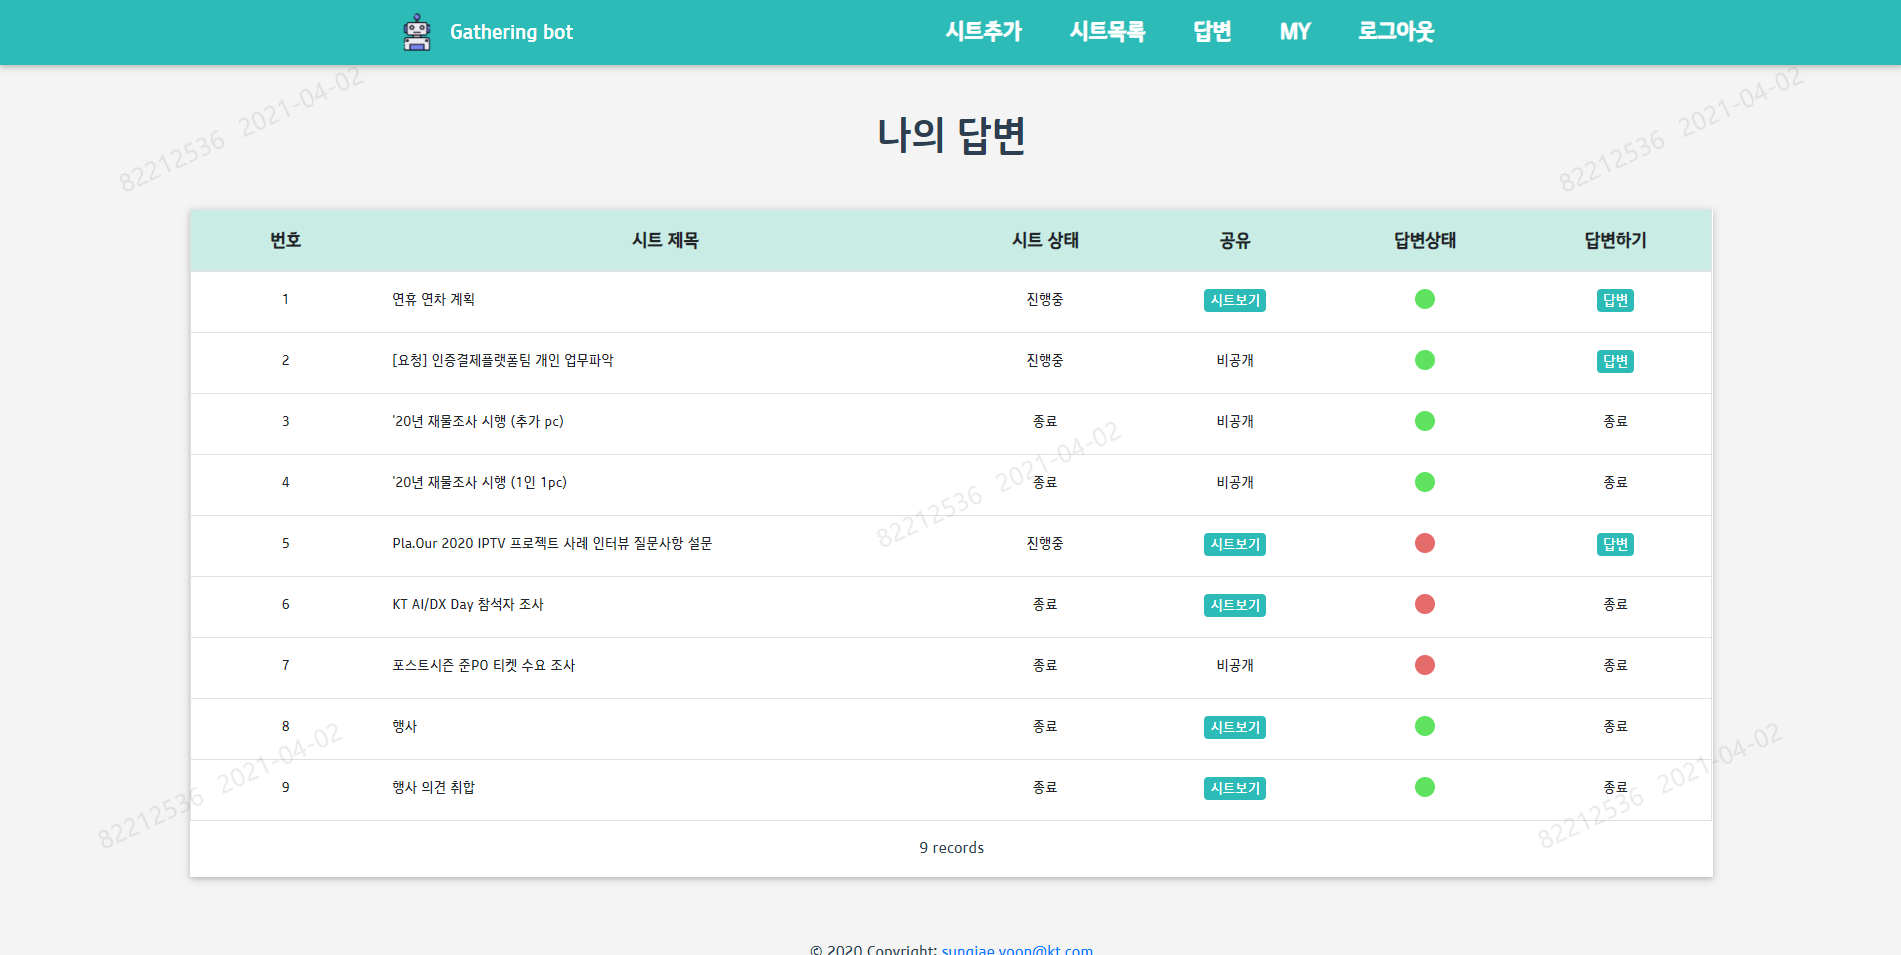 Gathering bot 시트추가 시트목록 답변 MY 로그아웃
82212536 2021-04-02
82212536 2021-04-02
나의 답변
번호 시트 제목 시트 상태 공유 답변상태 답변하기
1 연휴 연차 계획 진행중 시트보기 답변
2 [요청] 인증결제플랫폼팀 개인 업무파악 진행중 비공개 답변
3 '20년 재물조사 시행 (추가 pc) 종료 비공개 종료
4 '20년 재물조사 시행 (1인 1pc) 종료 비공개 종료
82212536 2021-04-02
5 Pla.Our 2020 IPTV 프로젝트 사례 인터뷰 질문사항 설문 진행중 시트보기 답변
6 KT AI/DX Day 참석자 조사 종료 시트보기 종료
7 포스트시즌 준PO 티켓 수요 조사 종료 비공개 종료
8 행사 종료 시트보기 종료
9 행사 의견 취합 종료 시트보기 종료
82212536 2021-04-02
82212536 2021-04-02
9 records
© 2020 Copyright: sungjae.yoon@kt.com